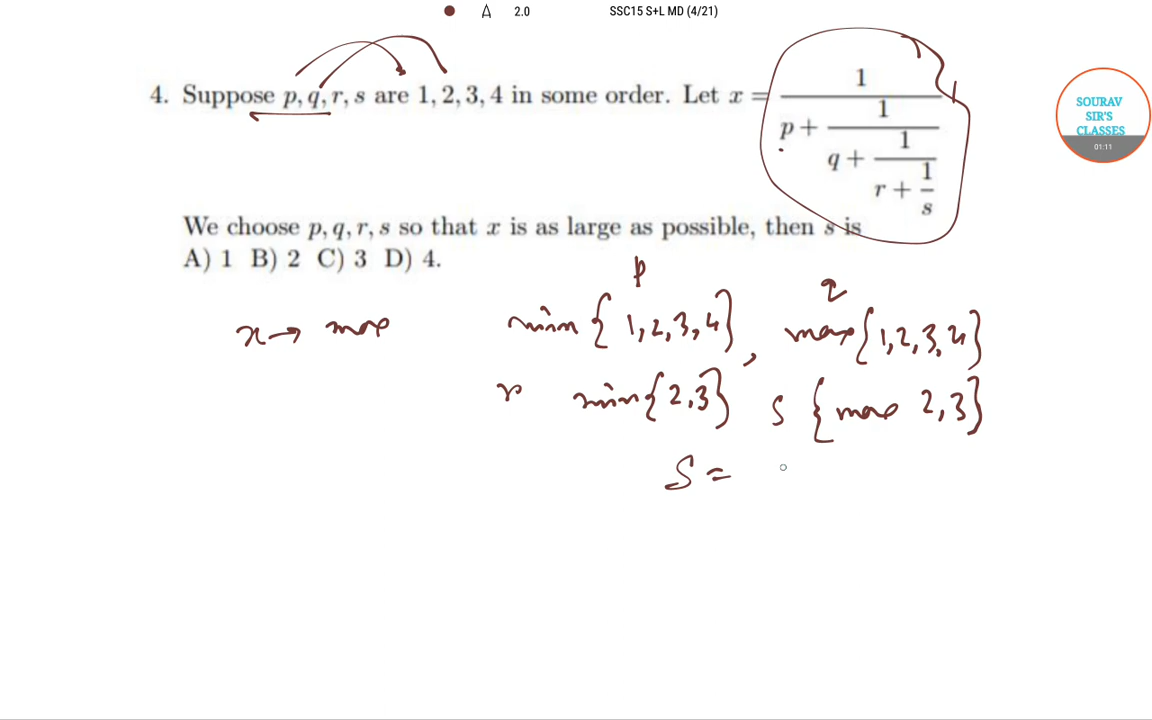 2.0 SSC15 S+L MD (4/21)
4. Suppose p, q, r, s are 1, 2, 3, 4 in some order. Let x = 1/(p + 1/(q + 1/(r + 1/s)))
SOURAV
SIR'S
CLASSES
01:11
We choose p, q, r, s so that x is as large as possible, then s is
A) 1 B) 2 C) 3 D) 4.
p q
x → max min { 1, 2, 3, 4 } , max { 1, 2, 3, 4 }
r min { 2, 3 } s { max 2, 3 }
S =